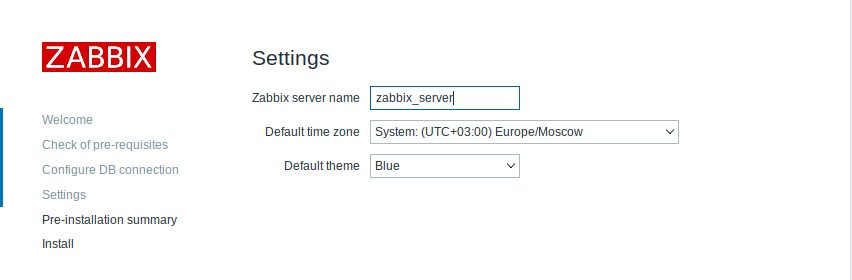 ZABBIX
Settings
Zabbix server name zabbix_server
Default time zone System: (UTC+03:00) Europe/Moscow
Default theme Blue
Welcome
Check of pre-requisites
Configure DB connection
Settings
Pre-installation summary
Install